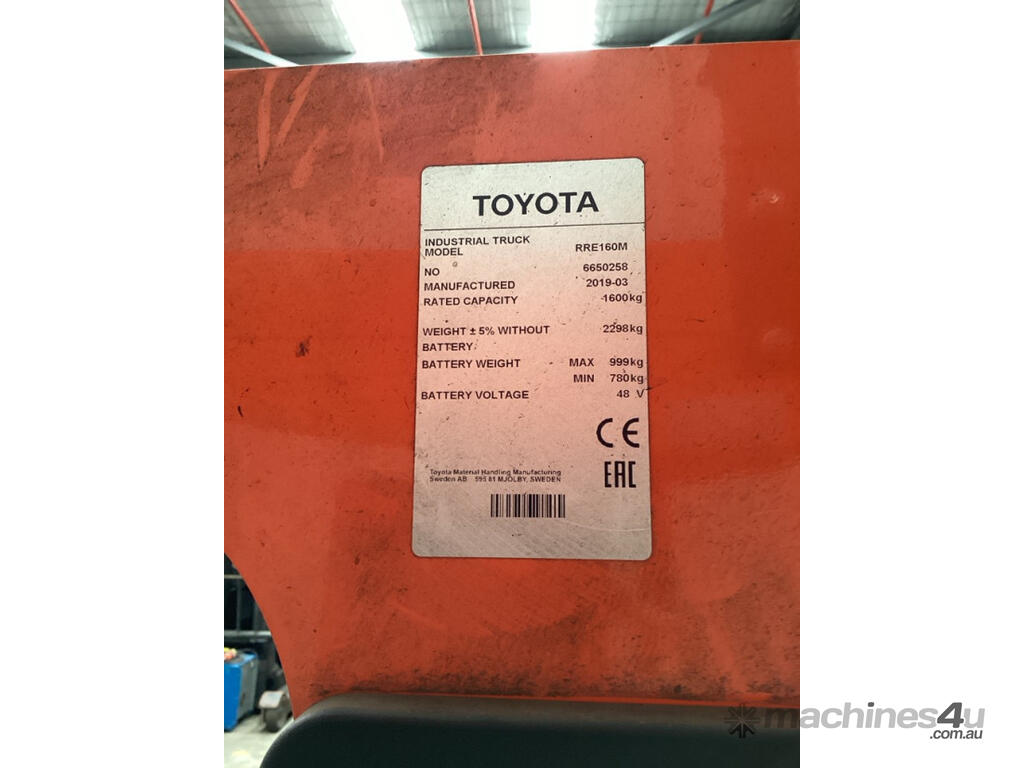 TOYOTA
INDUSTRIAL TRUCK
MODEL RRE160M
NO 6650258
MANUFACTURED 2019-03
RATED CAPACITY 1600kg
WEIGHT ± 5% WITHOUT 2298kg
BATTERY
BATTERY WEIGHT MAX 999kg
MIN 780kg
BATTERY VOLTAGE 48 V
CE
EAC
Toyota Material Handling Manufacturing
Sweden AB 595 81 MJÖLBY, SWEDEN
machines4u
.com.au